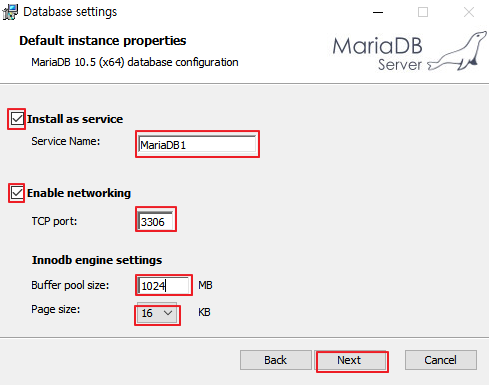 Database settings
Default instance properties
MariaDB 10.5 (x64) database configuration
MariaDB
Server
Install as service
Service Name: MariaDB1
Enable networking
TCP port: 3306
Innodb engine settings
Buffer pool size: 1024 MB
Page size: 16 KB
Back Next Cancel